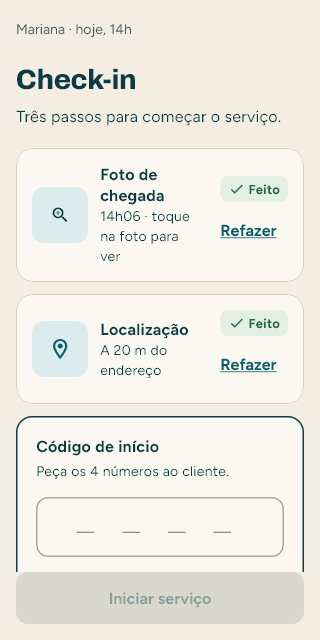 Mariana · hoje, 14h
Check-in
Três passos para começar o serviço.
Foto de
chegada
14h06 · toque
na foto para
ver
Feito
Refazer
Localização
A 20 m do
endereço
Feito
Refazer
Código de início
Peça os 4 números ao cliente.
— — — —
Iniciar serviço